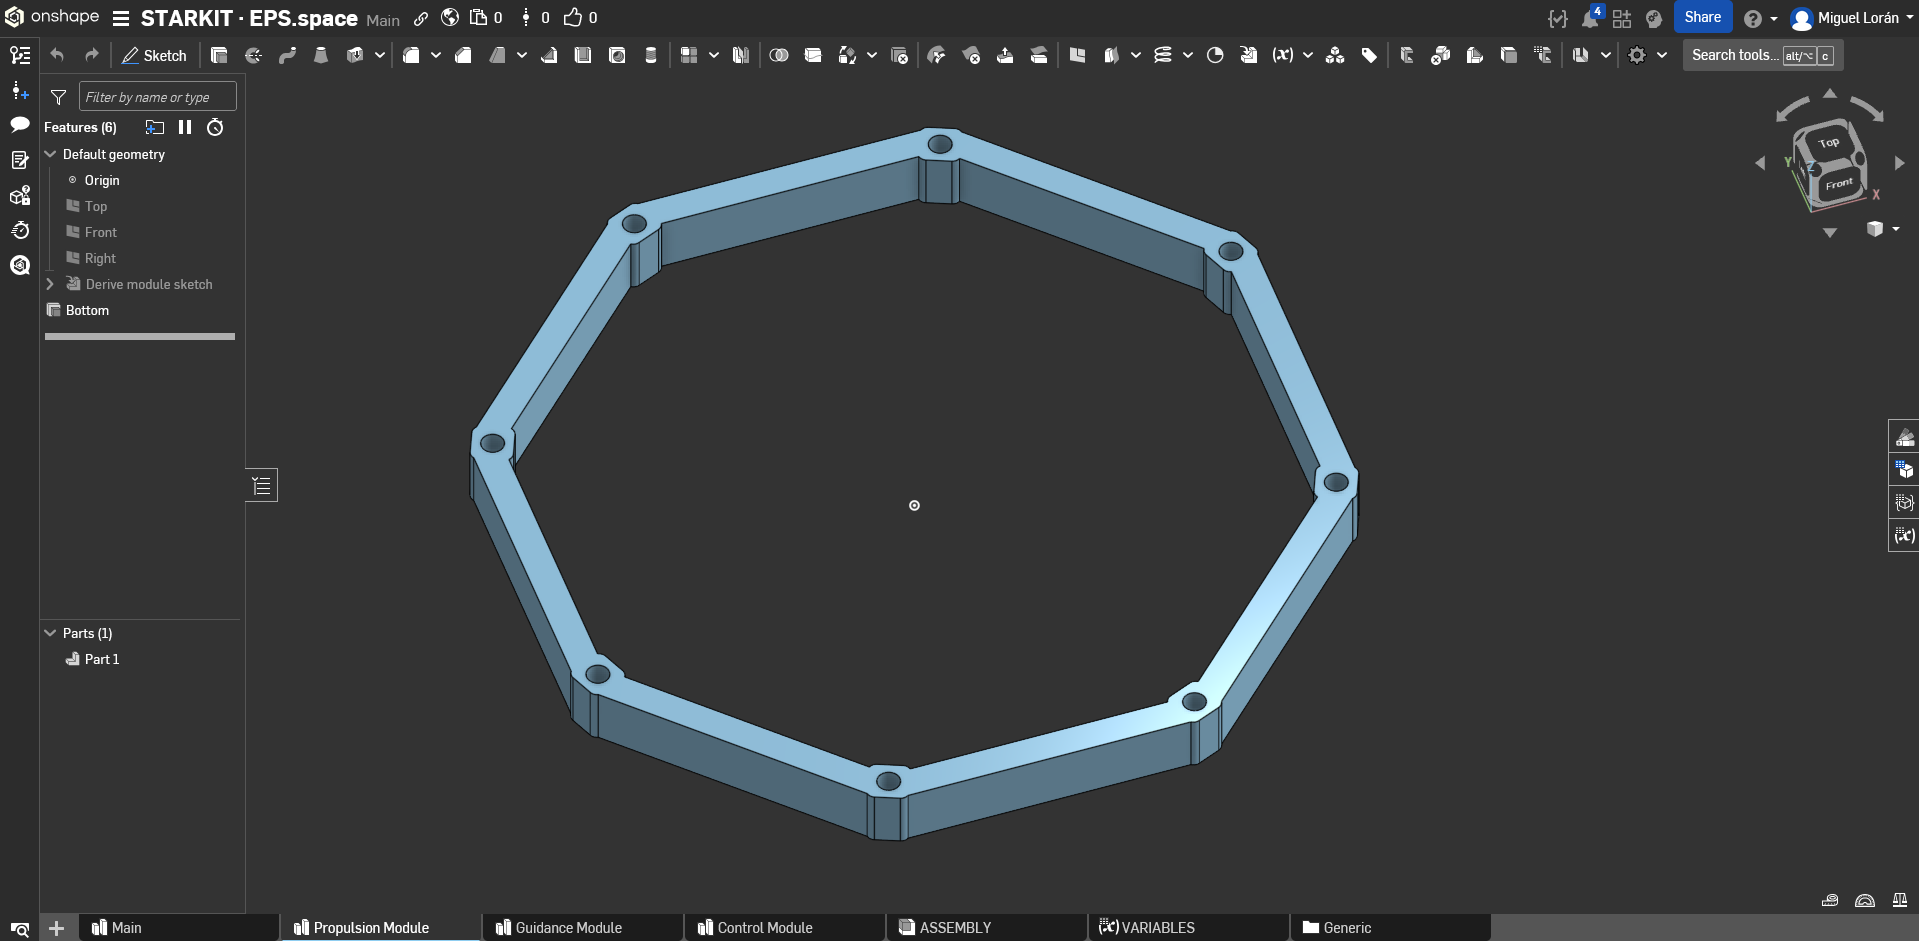 onshape STARKIT · EPS.space Main 0 0 0 4 Share Miguel Lorán
Sketch Search tools... alt/⌥ c
Filter by name or type
Features (6)
Default geometry
Origin
Top
Front
Right
Derive module sketch
Bottom
Parts (1)
Part 1
Top
Front
Y
Z
X
Main Propulsion Module Guidance Module Control Module ASSEMBLY VARIABLES Generic